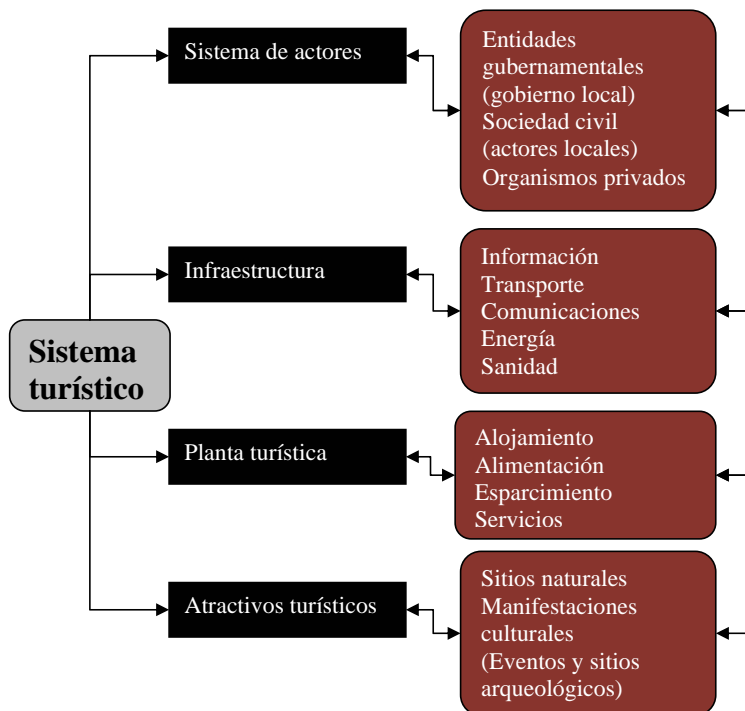 Sistema turístico
Sistema de actores
Entidades
gubernamentales
(gobierno local)
Sociedad civil
(actores locales)
Organismos privados
Infraestructura
Información
Transporte
Comunicaciones
Energía
Sanidad
Planta turística
Alojamiento
Alimentación
Esparcimiento
Servicios
Atractivos turísticos
Sitios naturales
Manifestaciones
culturales
(Eventos y sitios
arqueológicos)